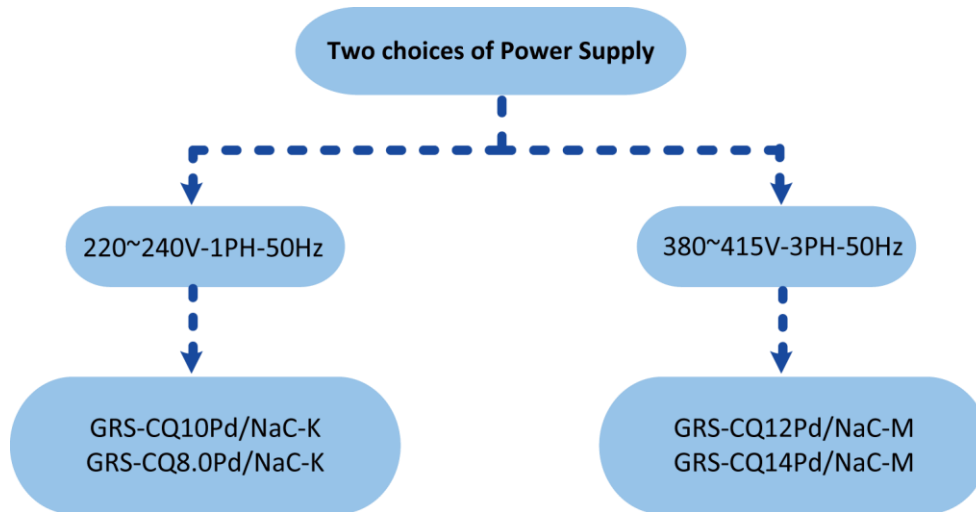 Two choices of Power Supply
220~240V-1PH-50Hz
380~415V-3PH-50Hz
GRS-CQ10Pd/NaC-K
GRS-CQ8.0Pd/NaC-K
GRS-CQ12Pd/NaC-M
GRS-CQ14Pd/NaC-M